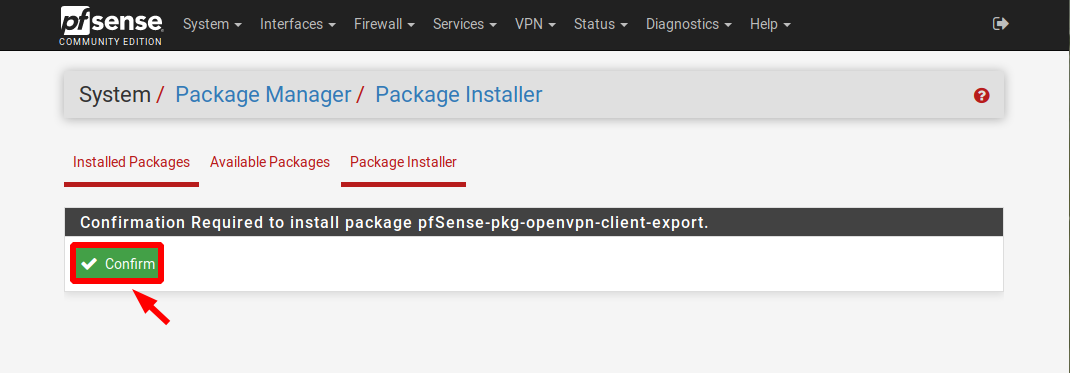 pfsense System Interfaces Firewall Services VPN Status Diagnostics Help
COMMUNITY EDITION
System / Package Manager / Package Installer
Installed Packages Available Packages Package Installer
Confirmation Required to install package pfSense-pkg-openvpn-client-export.
Confirm